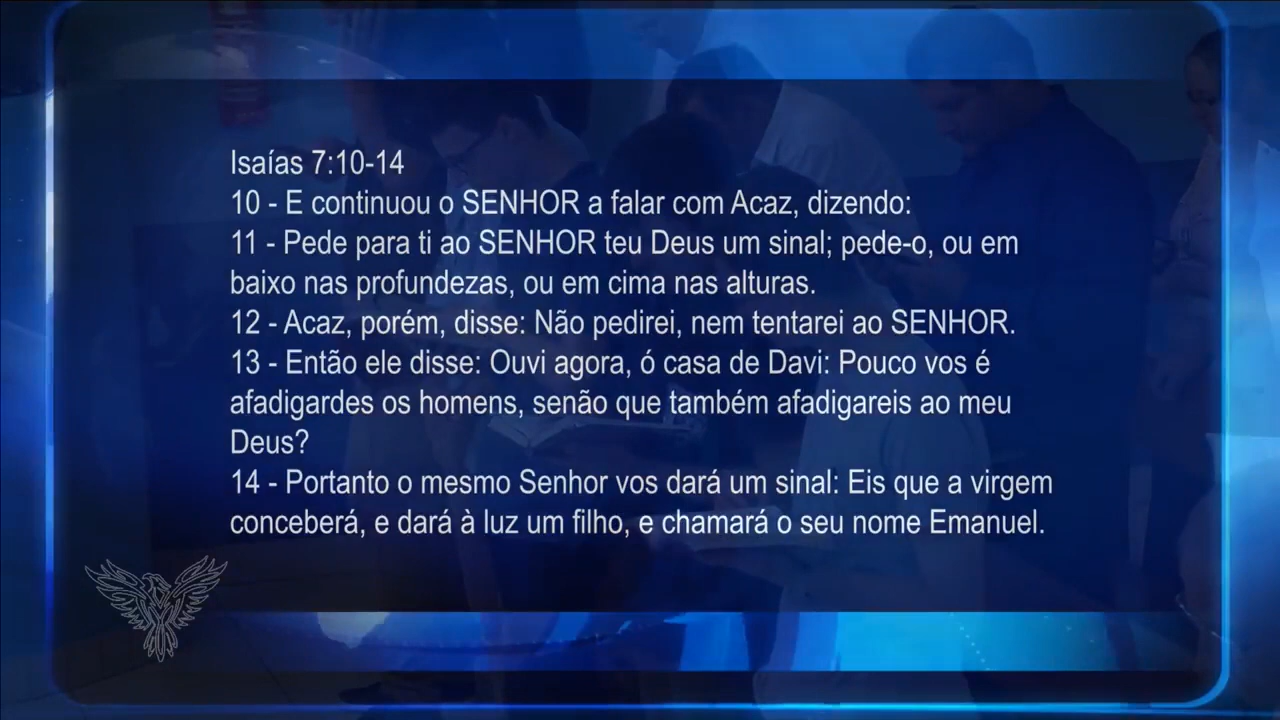 Isaías 7:10-14
10 - E continuou o SENHOR a falar com Acaz, dizendo:
11 - Pede para ti ao SENHOR teu Deus um sinal; pede-o, ou em
baixo nas profundezas, ou em cima nas alturas.
12 - Acaz, porém, disse: Não pedirei, nem tentarei ao SENHOR.
13 - Então ele disse: Ouvi agora, ó casa de Davi: Pouco vos é
afadigardes os homens, senão que também afadigareis ao meu
Deus?
14 - Portanto o mesmo Senhor vos dará um sinal: Eis que a virgem
conceberá, e dará à luz um filho, e chamará o seu nome Emanuel.